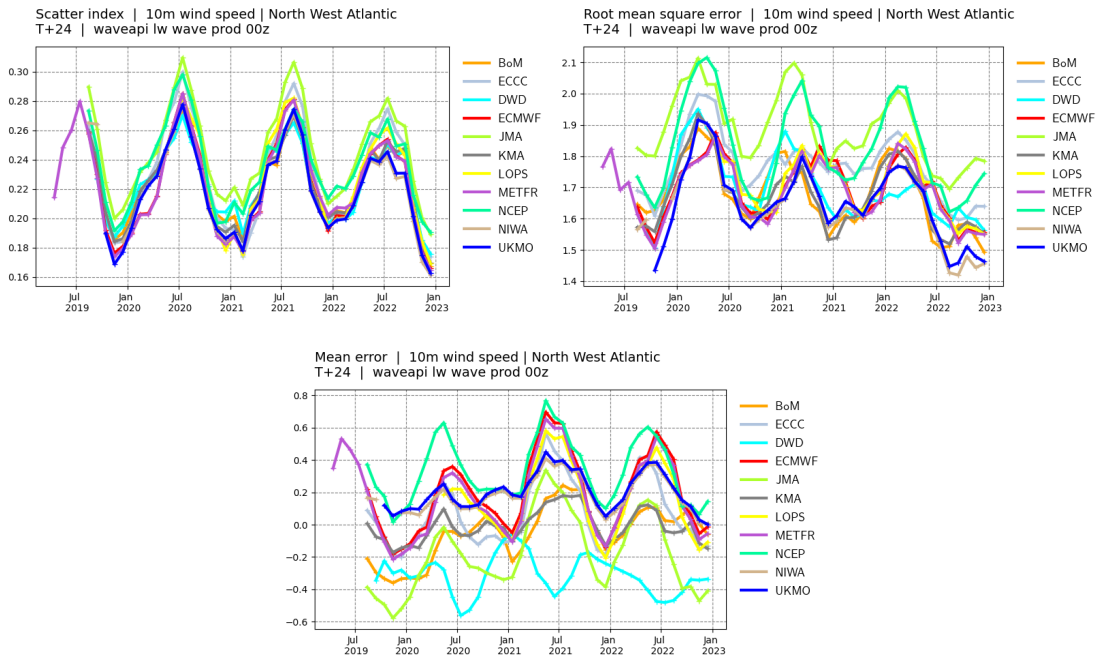 Scatter index | 10m wind speed | North West Atlantic
T+24 | waveapi lw wave prod 00z
0.30
0.28
0.26
0.24
0.22
0.20
0.18
0.16
Jul 2019
Jan 2020
Jul 2020
Jan 2021
Jul 2021
Jan 2022
Jul 2022
Jan 2023
BoM
ECCC
DWD
ECMWF
JMA
KMA
LOPS
METFR
NCEP
NIWA
UKMO
Root mean square error | 10m wind speed | North West Atlantic
T+24 | waveapi lw wave prod 00z
2.1
2.0
1.9
1.8
1.7
1.6
1.5
1.4
Jul 2019
Jan 2020
Jul 2020
Jan 2021
Jul 2021
Jan 2022
Jul 2022
Jan 2023
BoM
ECCC
DWD
ECMWF
JMA
KMA
LOPS
METFR
NCEP
NIWA
UKMO
Mean error | 10m wind speed | North West Atlantic
T+24 | waveapi lw wave prod 00z
0.8
0.6
0.4
0.2
0.0
−0.2
−0.4
−0.6
Jul 2019
Jan 2020
Jul 2020
Jan 2021
Jul 2021
Jan 2022
Jul 2022
Jan 2023
BoM
ECCC
DWD
ECMWF
JMA
KMA
LOPS
METFR
NCEP
NIWA
UKMO